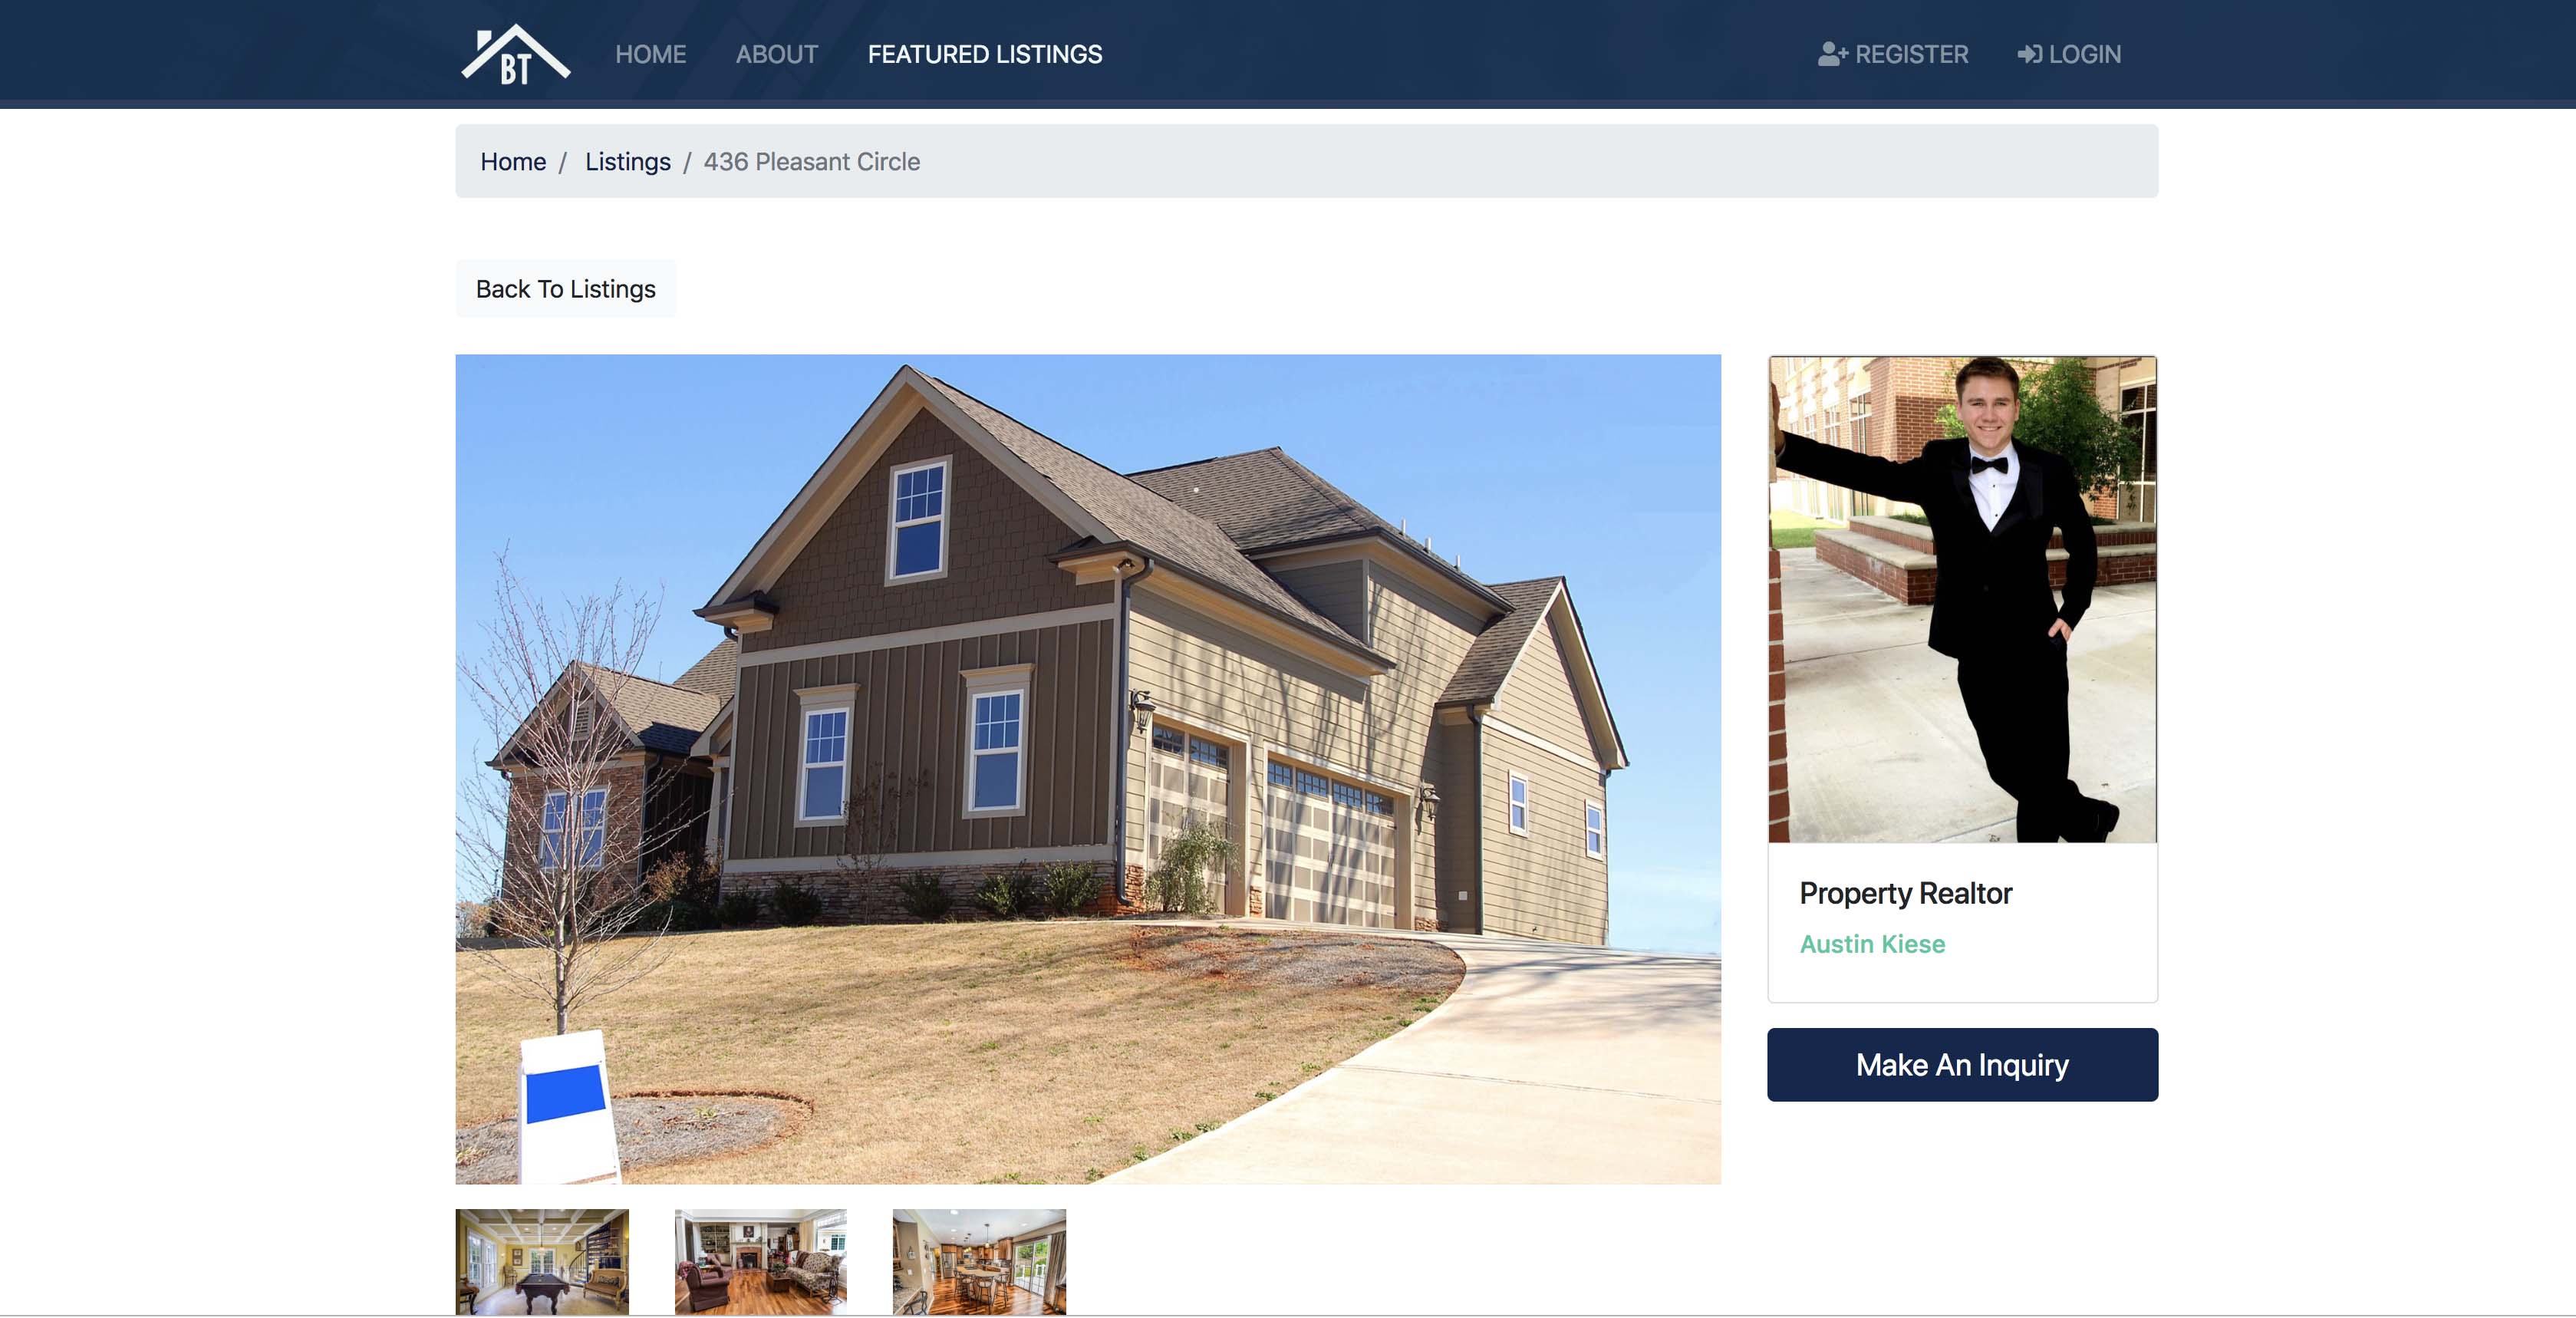 BT
HOME ABOUT FEATURED LISTINGS REGISTER LOGIN
Home / Listings / 436 Pleasant Circle
Back To Listings
Property Realtor
Austin Kiese
Make An Inquiry